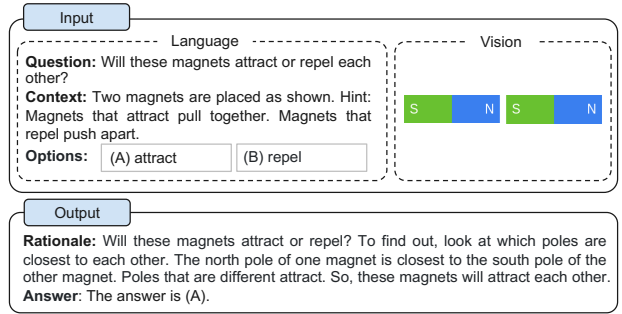 Input
Language
Question: Will these magnets attract or repel each
other?
Context: Two magnets are placed as shown. Hint:
Magnets that attract pull together. Magnets that
repel push apart.
Options: (A) attract (B) repel
Vision
S N S N
Output
Rationale: Will these magnets attract or repel? To find out, look at which poles are
closest to each other. The north pole of one magnet is closest to the south pole of the
other magnet. Poles that are different attract. So, these magnets will attract each other.
Answer: The answer is (A).